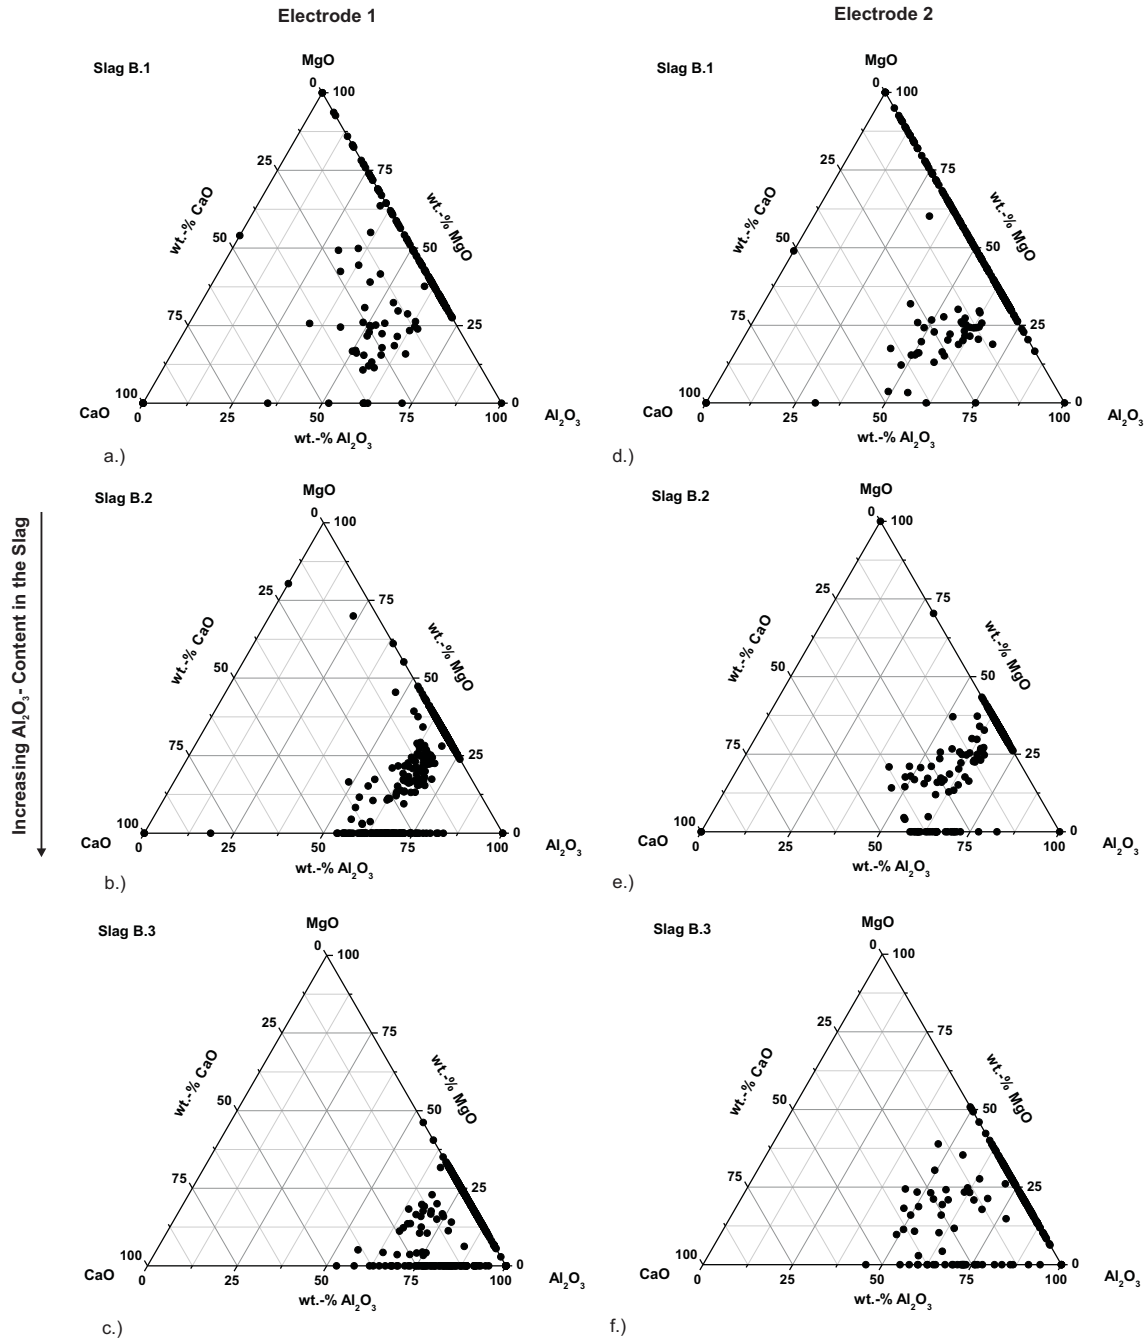 Electrode 1
Electrode 2
Increasing Al₂O₃- Content in the Slag
Slag B.1
MgO
0
100
25
75
wt.-% CaO
wt.-% MgO
50
50
75
25
100
0
CaO
0
25
50
75
100
Al₂O₃
wt.-% Al₂O₃
a.)
Slag B.1
MgO
0
100
25
75
wt.-% CaO
wt.-% MgO
50
50
75
25
100
0
CaO
0
25
50
75
100
Al₂O₃
wt.-% Al₂O₃
d.)
Slag B.2
MgO
0
100
25
75
wt.-% CaO
wt.-% MgO
50
50
75
25
100
0
CaO
0
25
50
75
100
Al₂O₃
wt.-% Al₂O₃
b.)
Slag B.2
MgO
0
100
25
75
wt.-% CaO
wt.-% MgO
50
50
75
25
100
0
CaO
0
25
50
75
100
Al₂O₃
wt.-% Al₂O₃
e.)
Slag B.3
MgO
0
100
25
75
wt.-% CaO
wt.-% MgO
50
50
75
25
100
0
CaO
0
25
50
75
100
Al₂O₃
wt.-% Al₂O₃
c.)
Slag B.3
MgO
0
100
25
75
wt.-% CaO
wt.-% MgO
50
50
75
25
100
0
CaO
0
25
50
75
100
Al₂O₃
wt.-% Al₂O₃
f.)